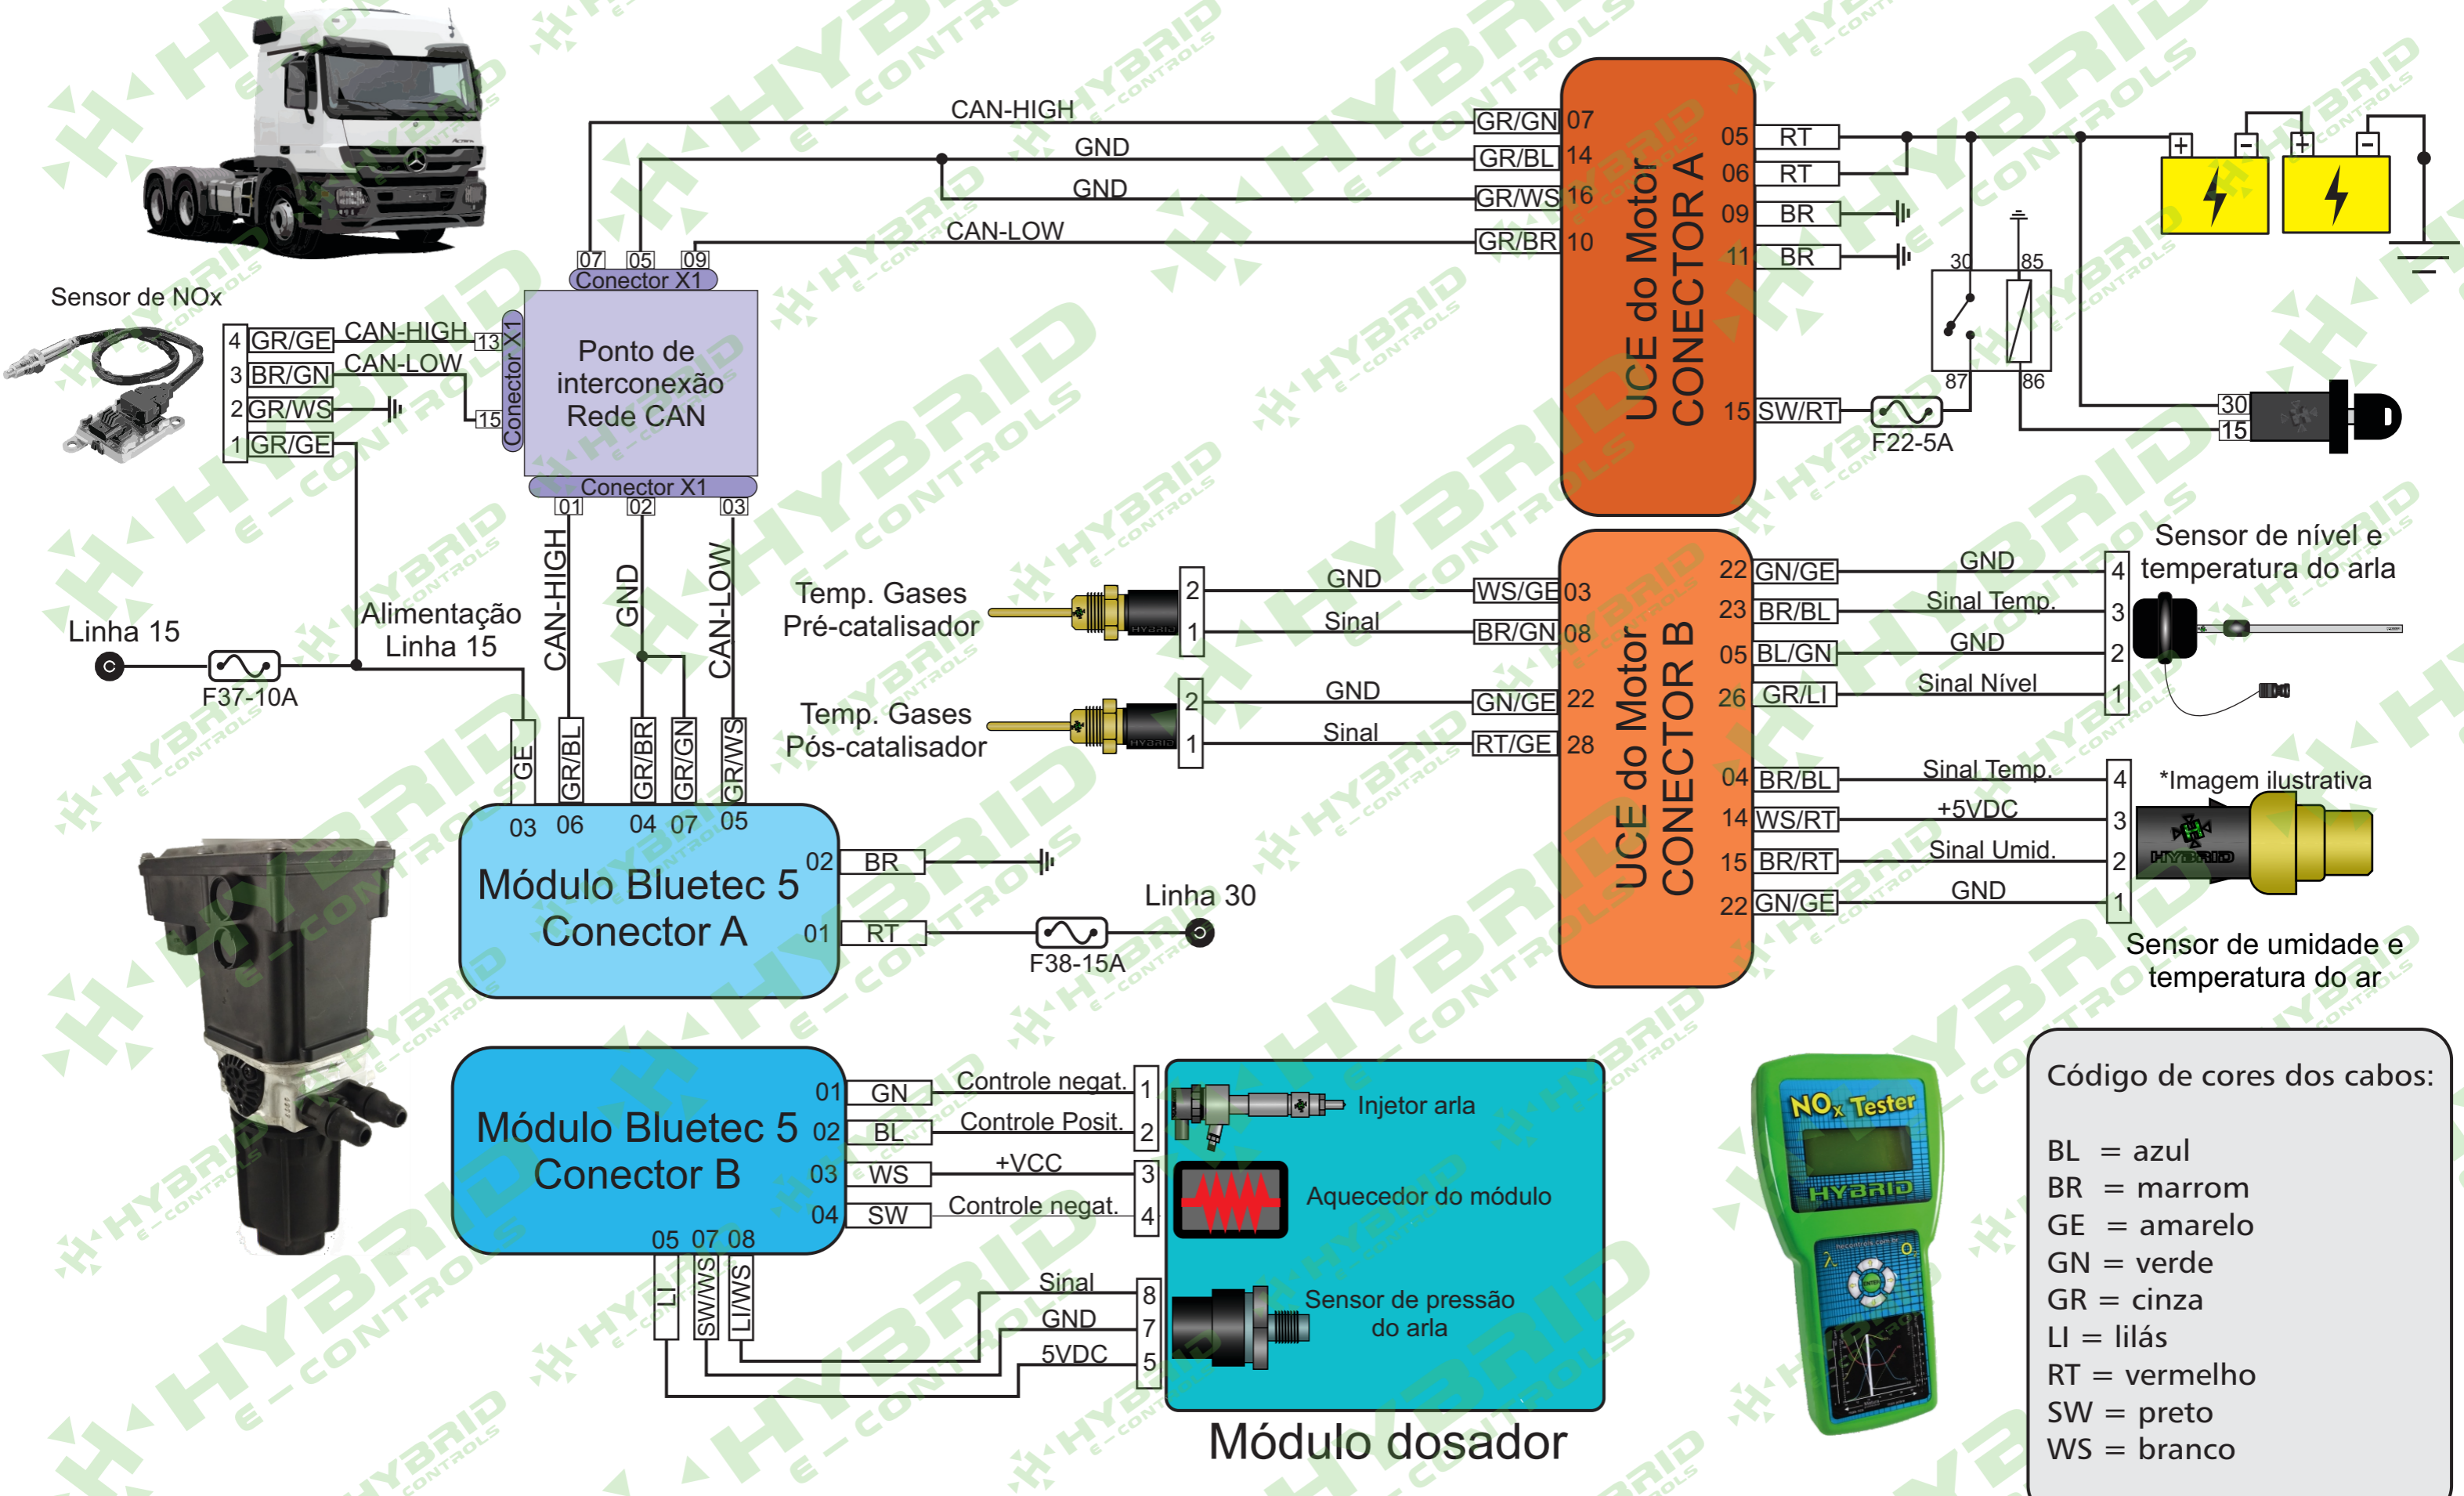 CAN-HIGH
GND
GND
CAN-LOW
GR/GN 07
GR/BL 14
GR/WS 16
GR/BR 10
UCE do Motor
CONECTOR A
05 RT
06 RT
09 BR
11 BR
15 SW/RT
F22-5A
+ - + -
30 85
87 86
30
15
07 05 09
Conector X1
Ponto de
interconexão
Rede CAN
Conector X1
13
15
Conector X1
01 02 03
Sensor de NOx
4 GR/GE CAN-HIGH
3 BR/GN CAN-LOW
2 GR/WS
1 GR/GE
Linha 15
F37-10A
Alimentação
Linha 15
CAN-HIGH
GND
CAN-LOW
GE
GR/BL
GR/BR
GR/GN
GR/WS
03 06 04 07 05
Módulo Bluetec 5
Conector A
02 BR
01 RT
F38-15A
Linha 30
Temp. Gases
Pré-catalisador
2 GND WS/GE 03
1 Sinal BR/GN 08
Temp. Gases
Pós-catalisador
2 GND GN/GE 22
1 Sinal RT/GE 28
UCE do Motor
CONECTOR B
22 GN/GE GND 4
23 BR/BL Sinal Temp. 3
05 BL/GN GND 2
26 GR/LI Sinal Nível 1
Sensor de nível e
temperatura do arla
04 BR/BL Sinal Temp. 4
14 WS/RT +5VDC 3
15 BR/RT Sinal Umid. 2
22 GN/GE GND 1
*Imagem ilustrativa
HYBRID
Sensor de umidade e
temperatura do ar
Módulo Bluetec 5
Conector B
01 GN Controle negat. 1
02 BL Controle Posit. 2
03 WS +VCC 3
04 SW Controle negat. 4
05 07 08
LI
SW/WS
LI/WS
Sinal 8
GND 7
5VDC 5
Injetor arla
Aquecedor do módulo
Sensor de pressão
do arla
Módulo dosador
NOx Tester
HYBRID
Código de cores dos cabos:
BL = azul
BR = marrom
GE = amarelo
GN = verde
GR = cinza
LI = lilás
RT = vermelho
SW = preto
WS = branco
HYBRID
E-CONTROLS